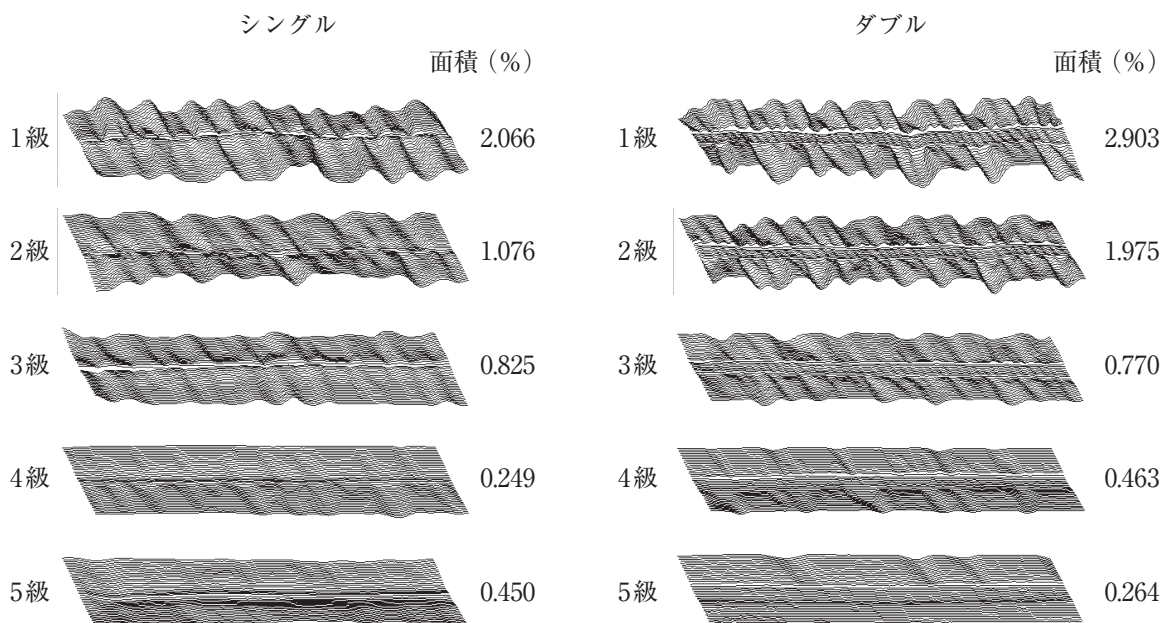 シングル
面積（%）
1級 2.066
2級 1.076
3級 0.825
4級 0.249
5級 0.450
ダブル
面積（%）
1級 2.903
2級 1.975
3級 0.770
4級 0.463
5級 0.264